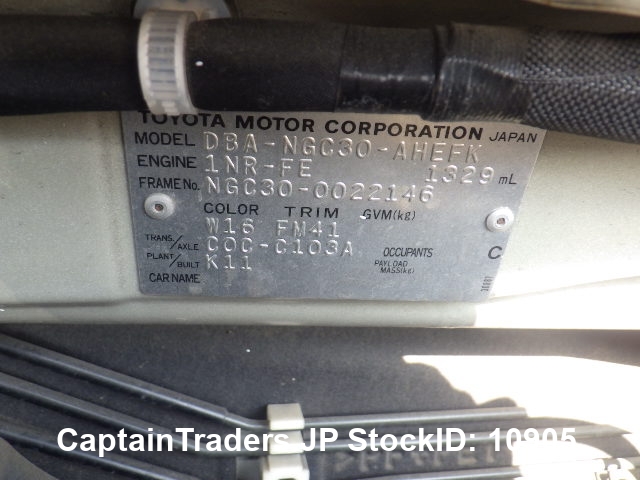 TOYOTA MOTOR CORPORATION JAPAN
MODEL DBA-NGC30-AHEFK
ENGINE 1NR-FE 1329 mL
FRAME No. NGC30-0022146
COLOR TRIM GVM(kg)
W16 FM41
TRANS./AXLE COC-C103A OCCUPANTS C
PLANT/BUILT K11 PAYLOAD MASS(kg)
CAR NAME
CaptainTraders JP StockID: 10905